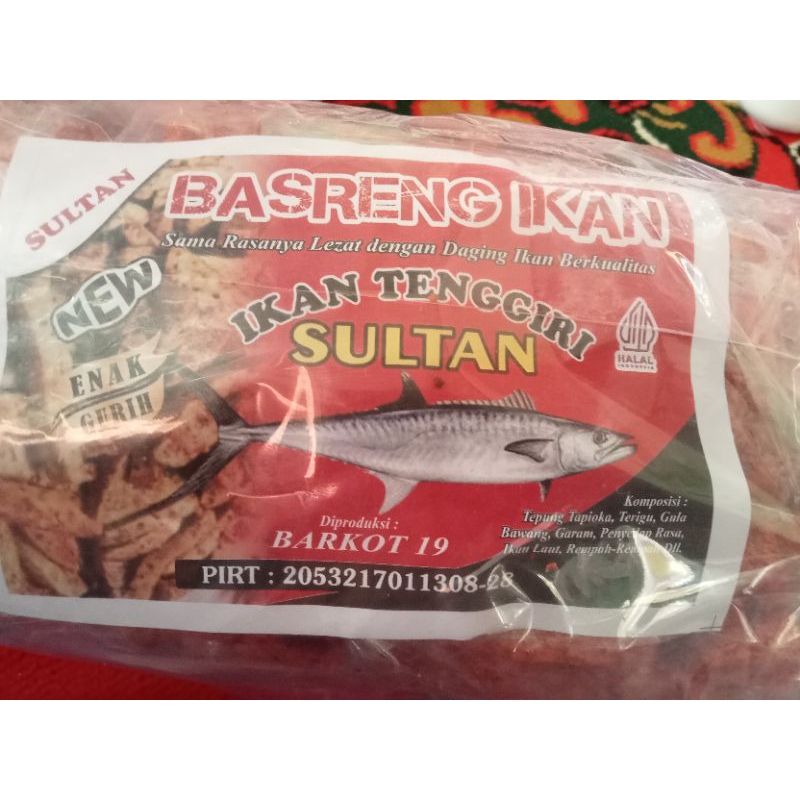 SULTAN
BASRENG IKAN
Sama Rasanya Lezat dengan Daging Ikan Berkualitas
NEW
IKAN TENGGIRI
SULTAN
HALAL
INDONESIA
ENAK
GURIH
Komposisi :
Tepung Tapioka, Terigu, Gula
Bawang, Garam, Penyedap Rasa,
Ikan Laut, Rempah-Rempah Dll.
Diproduksi :
BARKOT 19
PIRT : 2053217011308-28